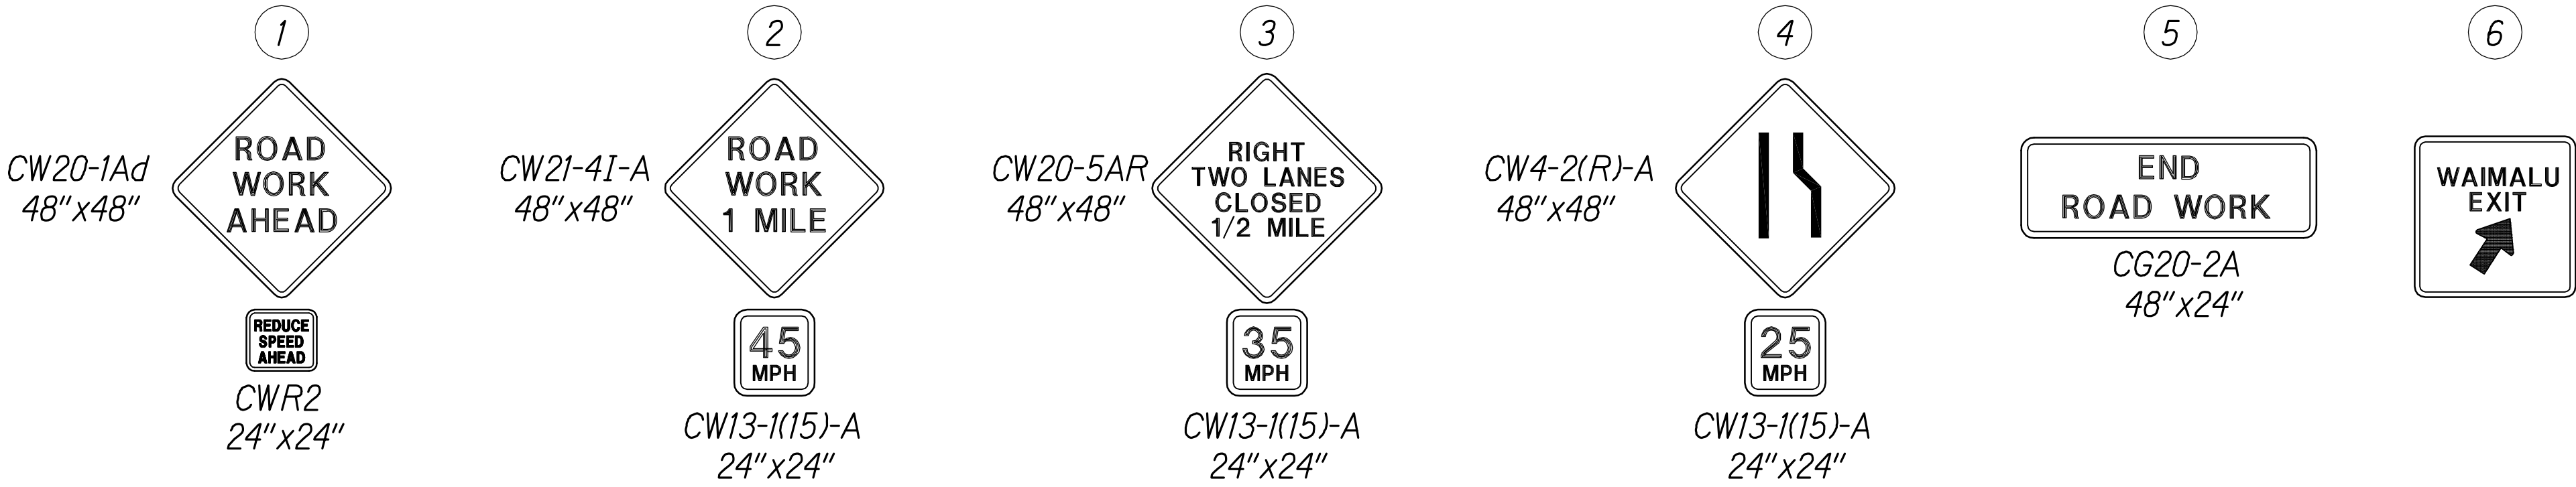 1
CW20-1Ad
48"x48"
ROAD
WORK
AHEAD
REDUCE
SPEED
AHEAD
CWR2
24"x24"
2
CW21-4I-A
48"x48"
ROAD
WORK
1 MILE
45
MPH
CW13-1(15)-A
24"x24"
3
CW20-5AR
48"x48"
RIGHT
TWO LANES
CLOSED
1/2 MILE
35
MPH
CW13-1(15)-A
24"x24"
4
CW4-2(R)-A
48"x48"
25
MPH
CW13-1(15)-A
24"x24"
5
END
ROAD WORK
CG20-2A
48"x24"
6
WAIMALU
EXIT